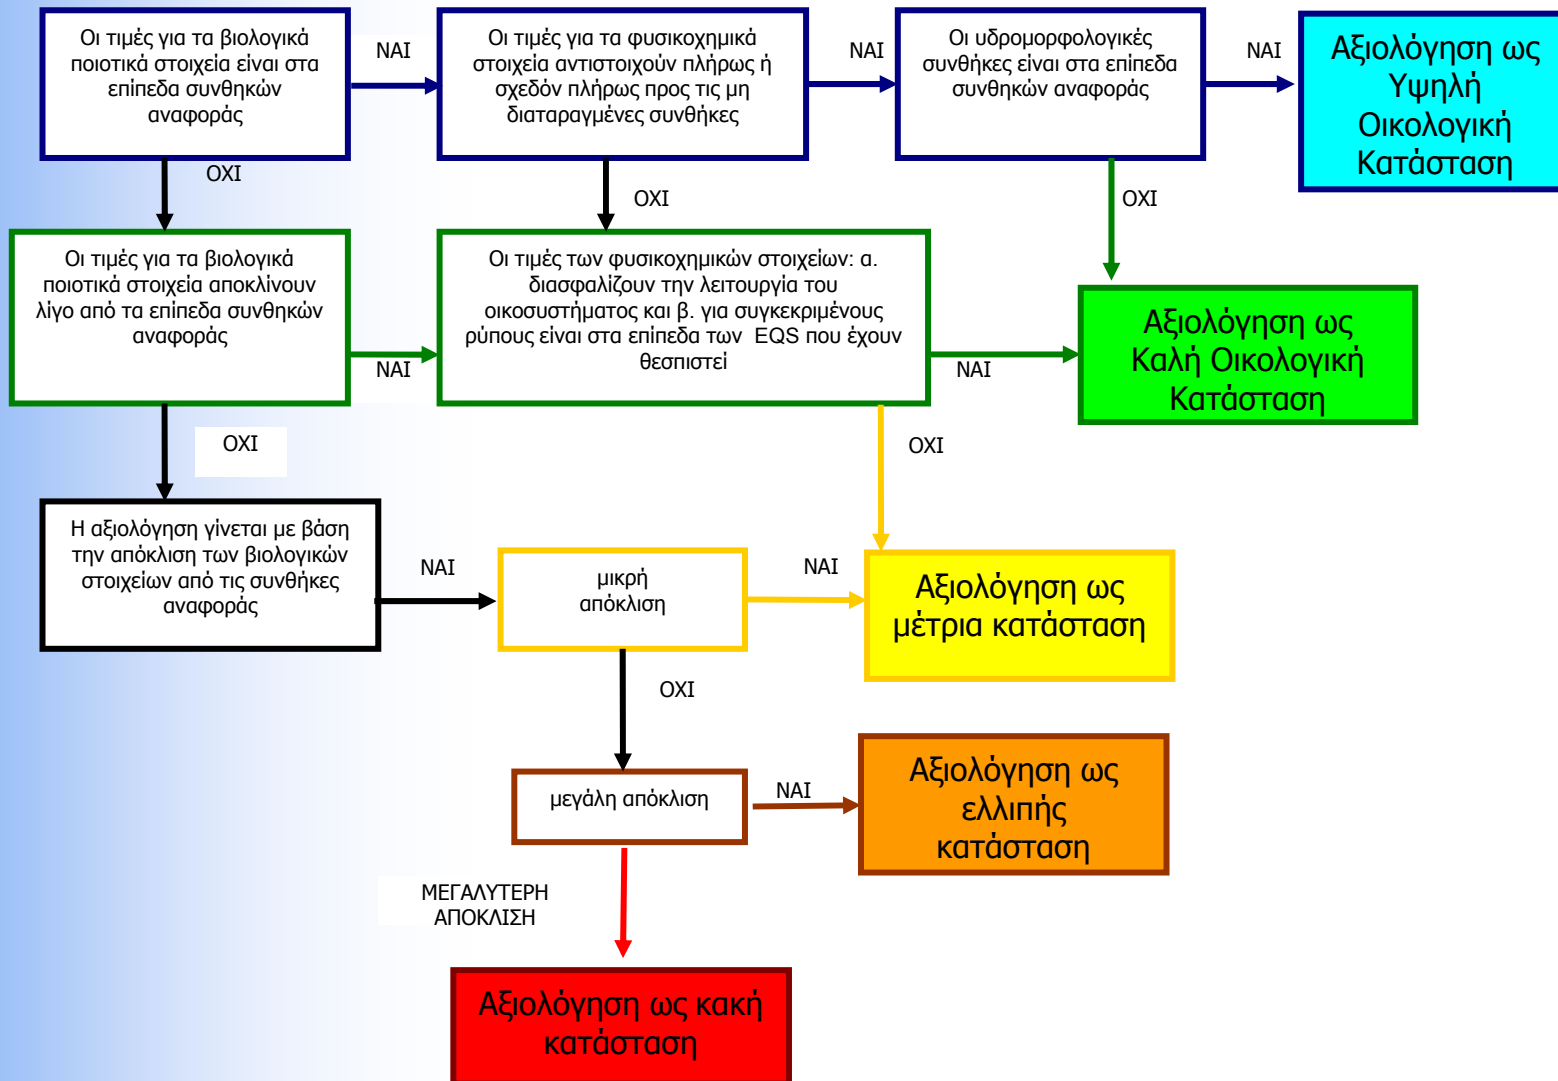 Οι τιμές για τα βιολογικά
ποιοτικά στοιχεία είναι στα
επίπεδα συνθηκών
αναφοράς
ΝΑΙ
Οι τιμές για τα φυσικοχημικά
στοιχεία αντιστοιχούν πλήρως ή
σχεδόν πλήρως προς τις μη
διαταραγμένες συνθήκες
ΝΑΙ
Οι υδρομορφολογικές
συνθήκες είναι στα επίπεδα
συνθηκών αναφοράς
ΝΑΙ
Αξιολόγηση ως
Υψηλή
Οικολογική
Κατάσταση
ΟΧΙ
ΟΧΙ
ΟΧΙ
Οι τιμές για τα βιολογικά
ποιοτικά στοιχεία αποκλίνουν
λίγο από τα επίπεδα συνθηκών
αναφοράς
ΝΑΙ
Οι τιμές των φυσικοχημικών στοιχείων: α.
διασφαλίζουν την λειτουργία του
οικοσυστήματος και β. για συγκεκριμένους
ρύπους είναι στα επίπεδα των EQS που έχουν
θεσπιστεί
ΝΑΙ
Αξιολόγηση ως
Καλή Οικολογική
Κατάσταση
ΟΧΙ
ΟΧΙ
Η αξιολόγηση γίνεται με βάση
την απόκλιση των βιολογικών
στοιχείων από τις συνθήκες
αναφοράς
ΝΑΙ
μικρή
απόκλιση
ΝΑΙ
Αξιολόγηση ως
μέτρια κατάσταση
ΟΧΙ
μεγάλη απόκλιση
ΝΑΙ
Αξιολόγηση ως
ελλιπής
κατάσταση
ΜΕΓΑΛΥΤΕΡΗ
ΑΠΟΚΛΙΣΗ
Αξιολόγηση ως κακή
κατάσταση